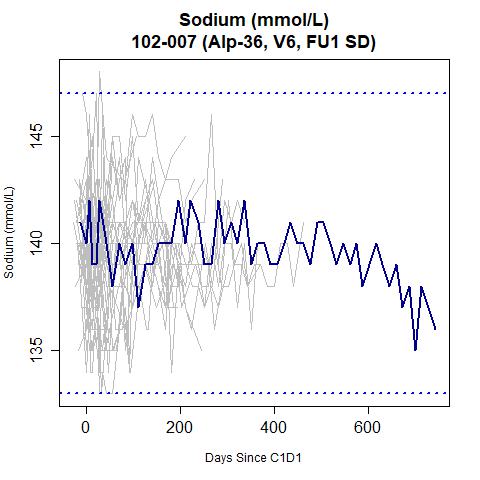 Sodium (mmol/L)
102-007 (Alp-36, V6, FU1 SD)
Sodium (mmol/L)
145
140
135
0 200 400 600
Days Since C1D1